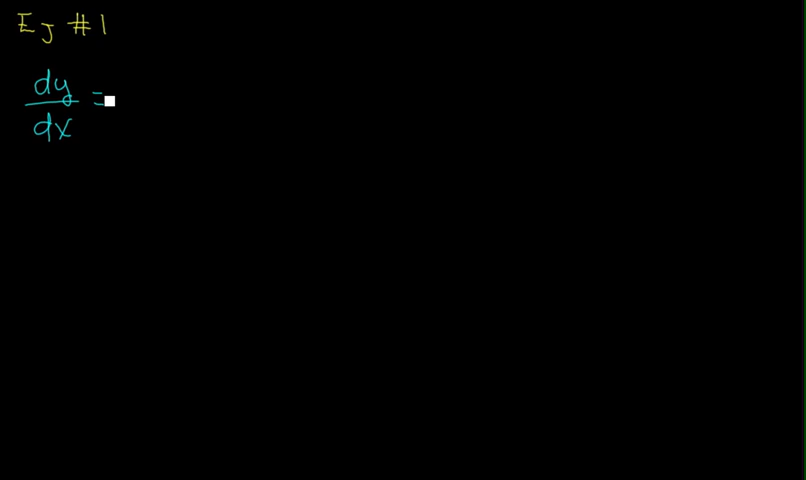 Ej #1
dy
dx =